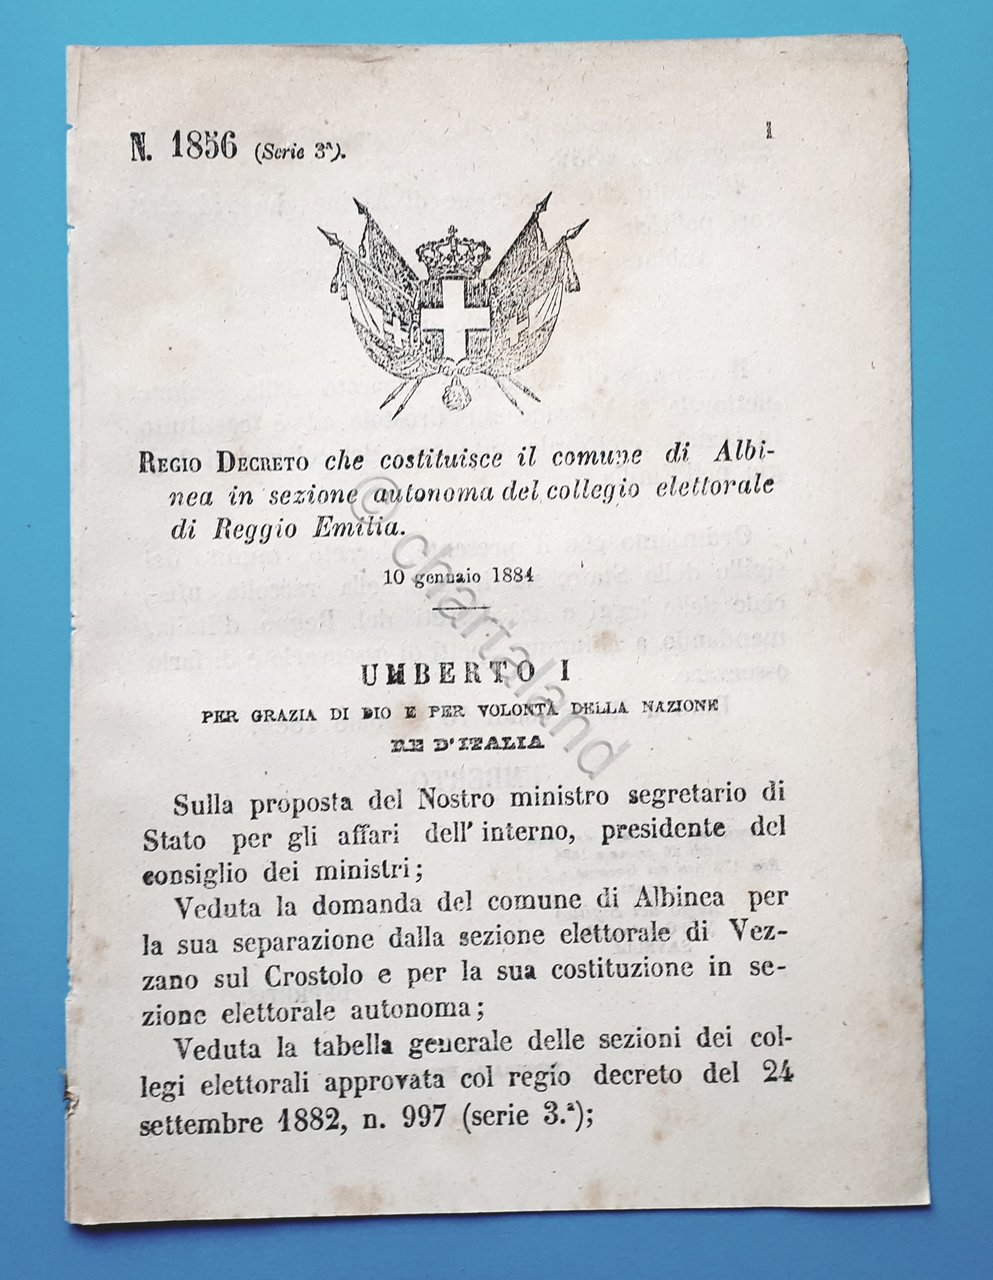 N. 1856 (Serie 3ª).
1
REGIO DECRETO che costituisce il comune di Albi-
nea in sezione autonoma del collegio elettorale
di Reggio Emilia.
10 gennaio 1884
UMBERTO I
PER GRAZIA DI DIO E PER VOLONTÀ DELLA NAZIONE
RE D'ITALIA
Sulla proposta del Nostro ministro segretario di
Stato per gli affari dell'interno, presidente del
consiglio dei ministri;
Veduta la domanda del comune di Albinea per
la sua separazione dalla sezione elettorale di Vez-
zano sul Crostolo e per la sua costituzione in se-
zione elettorale autonoma;
Veduta la tabella generale delle sezioni dei col-
legi elettorali approvata col regio decreto del 24
settembre 1882, n. 997 (serie 3.ª);
© chartaland